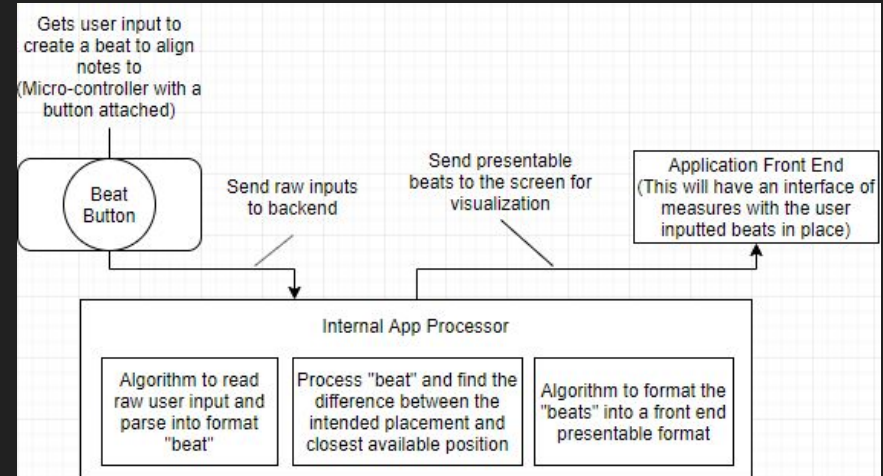 Gets user input to
create a beat to align
notes to
(Micro-controller with a
button attached)
Beat
Button
Send raw inputs
to backend
Send presentable
beats to the screen for
visualization
Application Front End
(This will have an interface of
measures with the user
inputted beats in place)
Internal App Processor
Algorithm to read
raw user input and
parse into format
"beat"
Process "beat" and find the
difference between the
intended placement and
closest available position
Algorithm to format the
"beats" into a front end
presentable format